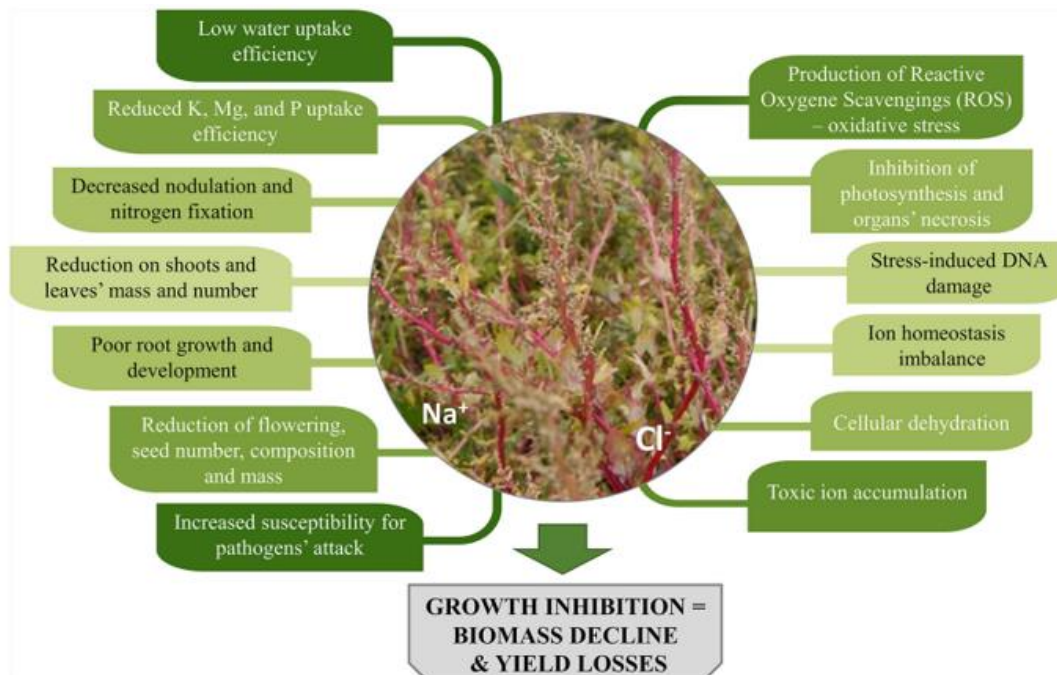 Low water uptake
efficiency
Reduced K, Mg, and P uptake
efficiency
Decreased nodulation and
nitrogen fixation
Reduction on shoots and
leaves' mass and number
Poor root growth and
development
Reduction of flowering,
seed number, composition
and mass
Increased susceptibility for
pathogens' attack
Production of Reactive
Oxygene Scavengings (ROS)
– oxidative stress
Inhibition of
photosynthesis and
organs' necrosis
Stress-induced DNA
damage
Ion homeostasis
imbalance
Cellular dehydration
Toxic ion accumulation
Na⁺
Cl⁻
GROWTH INHIBITION =
BIOMASS DECLINE
& YIELD LOSSES